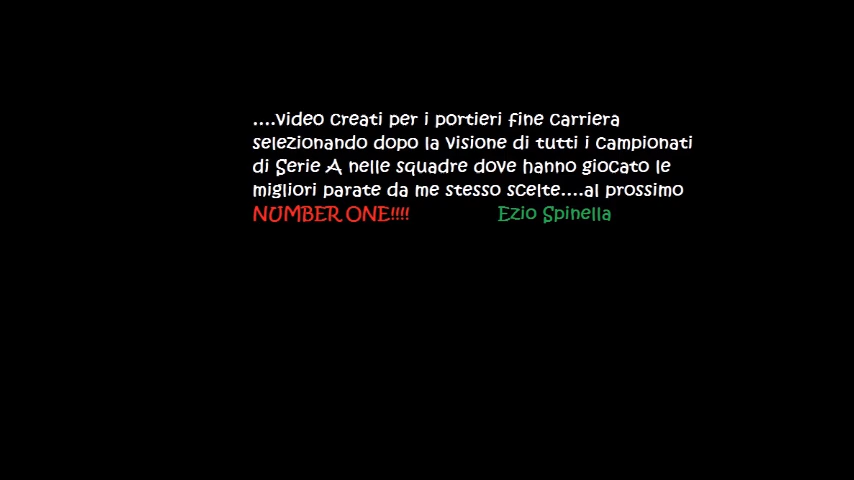 ....video creati per i portieri fine carriera
selezionando dopo la visione di tutti i campionati
di Serie A nelle squadre dove hanno giocato le
migliori parate da me stesso scelte....al prossimo
NUMBER ONE!!!! Ezio Spinella